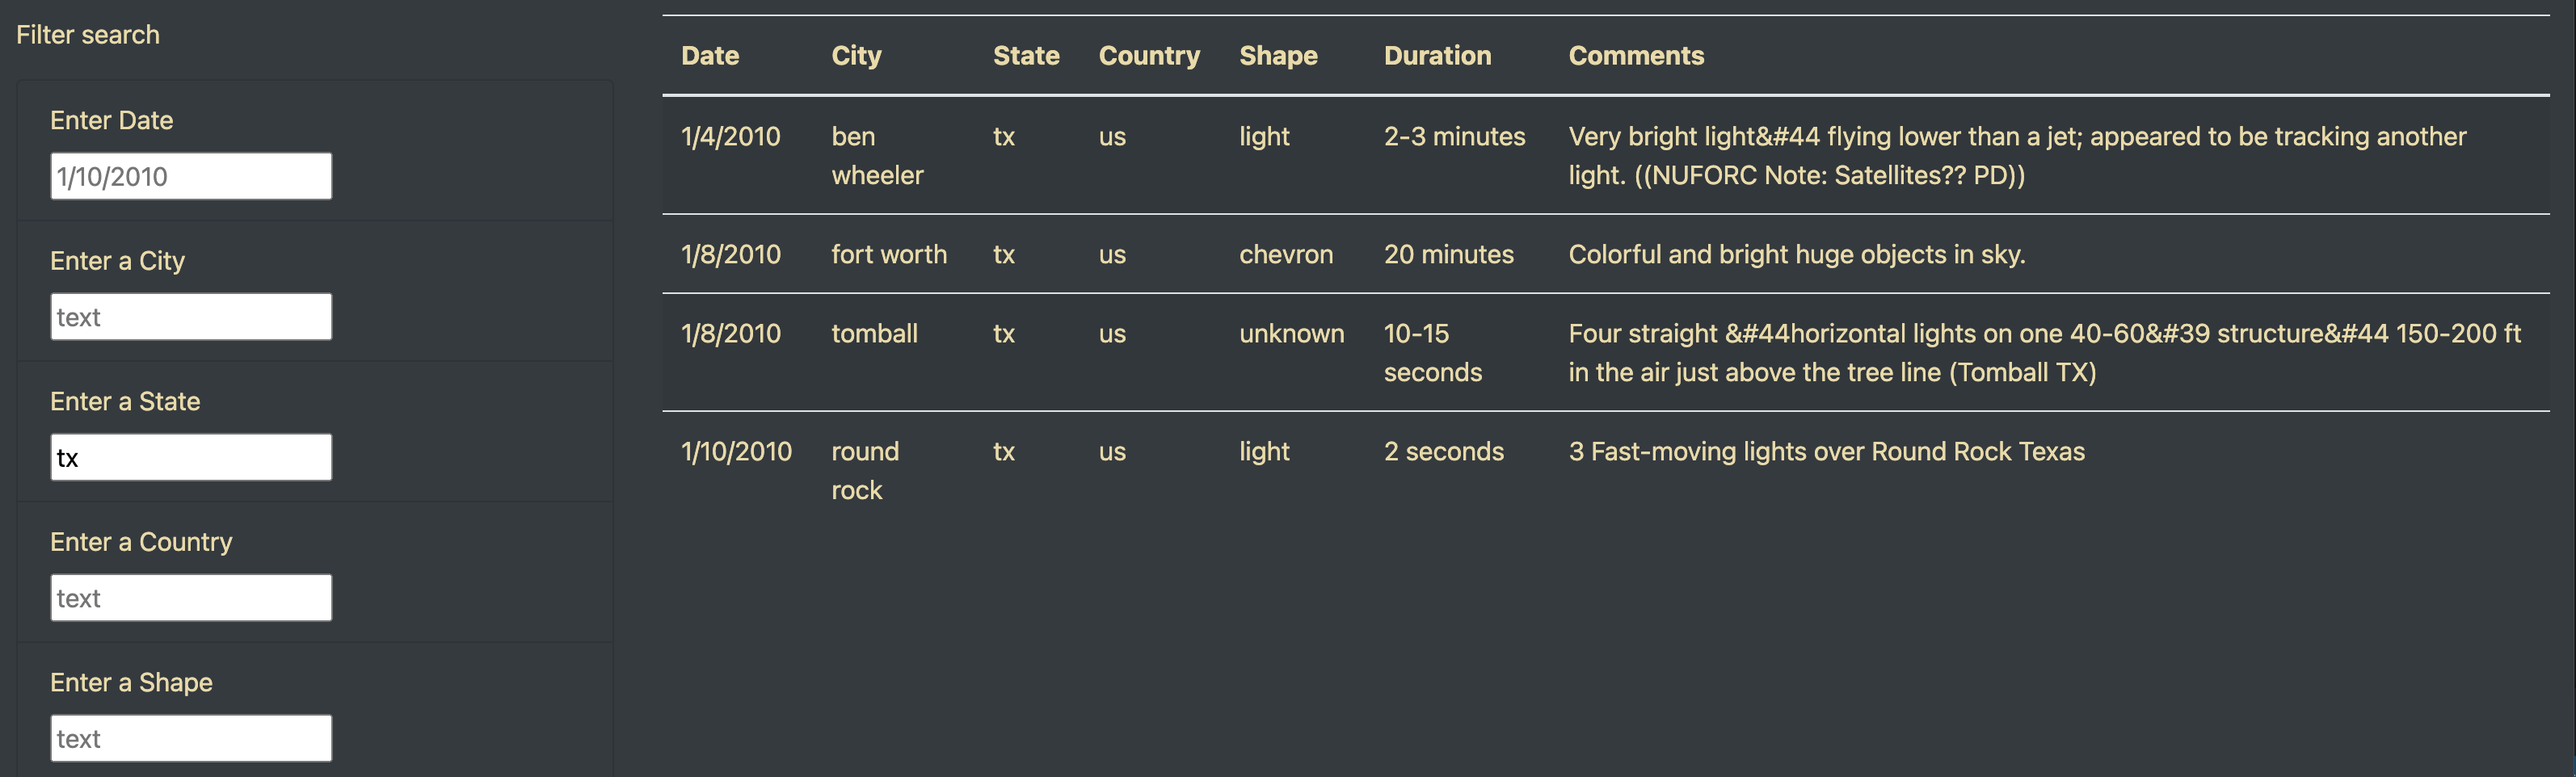 Filter search
Enter Date
1/10/2010
Enter a City
text
Enter a State
tx
Enter a Country
text
Enter a Shape
text
Date City State Country Shape Duration Comments
1/4/2010 ben tx us light 2-3 minutes Very bright light&#44 flying lower than a jet; appeared to be tracking another
wheeler light. ((NUFORC Note: Satellites?? PD))
1/8/2010 fort worth tx us chevron 20 minutes Colorful and bright huge objects in sky.
1/8/2010 tomball tx us unknown 10-15 Four straight &#44horizontal lights on one 40-60&#39 structure&#44 150-200 ft
seconds in the air just above the tree line (Tomball TX)
1/10/2010 round tx us light 2 seconds 3 Fast-moving lights over Round Rock Texas
rock